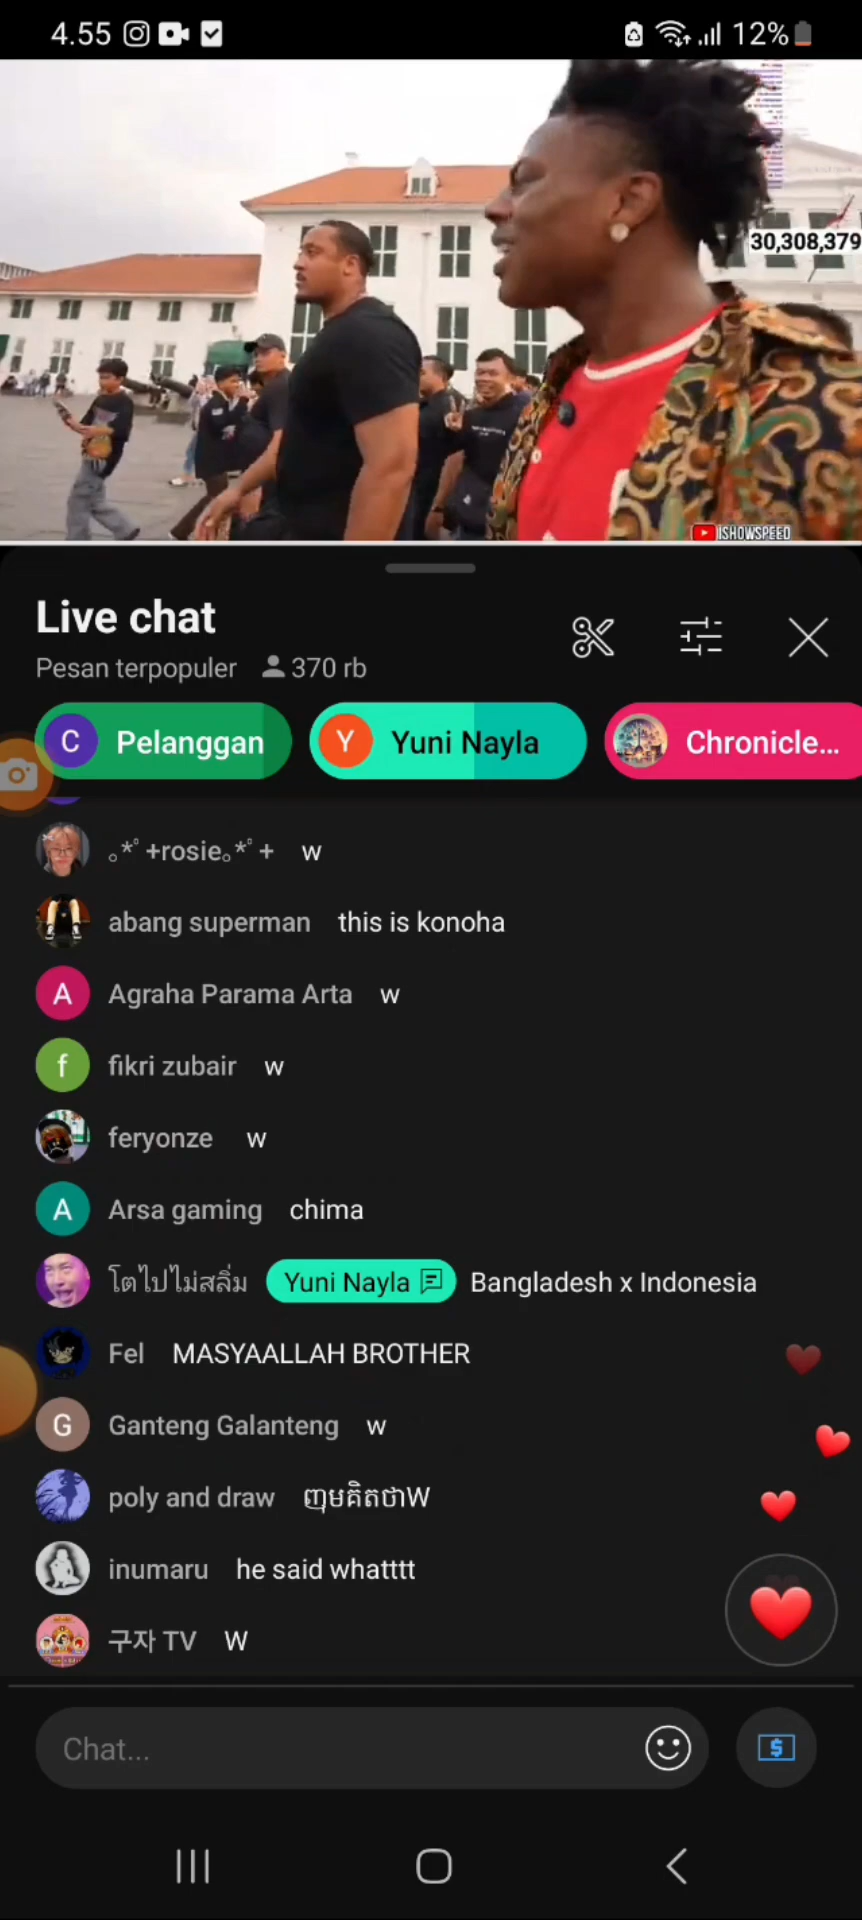 4.55
12%
30,308,379
ISHOWSPEED
Live chat
Pesan terpopuler 370 rb
C Pelanggan Y Yuni Nayla Chronicle...
｡*ﾟ+rosie｡*ﾟ+ w
abang superman this is konoha
A Agraha Parama Arta w
f fikri zubair w
feryonze w
A Arsa gaming chima
โตไปไม่สลิ่ม Yuni Nayla Bangladesh x Indonesia
Fel MASYAALLAH BROTHER
G Ganteng Galanteng w
poly and draw ញុមគិតថាW
inumaru he said whatttt
구자 TV W
Chat...